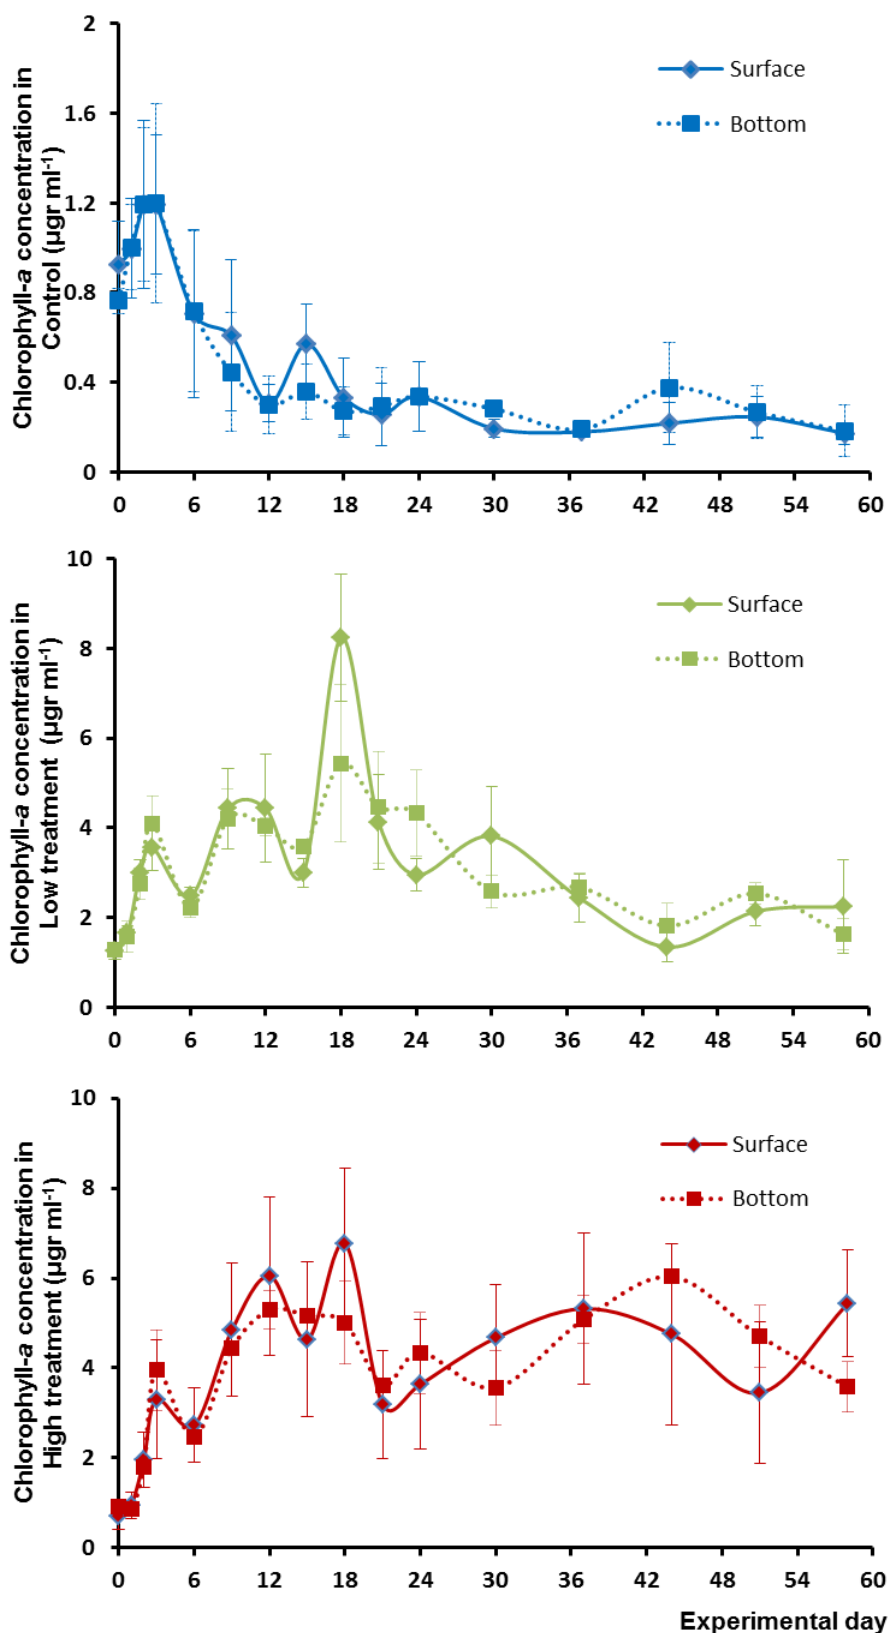 Chlorophyll-a concentration in
Control (µgr ml-1)
2
1.6
1.2
0.8
0.4
0
Surface
Bottom
0 6 12 18 24 30 36 42 48 54 60
Chlorophyll-a concentration in
Low treatment (µgr ml-1)
10
8
6
4
2
0
Surface
Bottom
0 6 12 18 24 30 36 42 48 54 60
Chlorophyll-a concentration in
High treatment (µgr ml-1)
10
8
6
4
2
0
Surface
Bottom
0 6 12 18 24 30 36 42 48 54 60
Experimental day